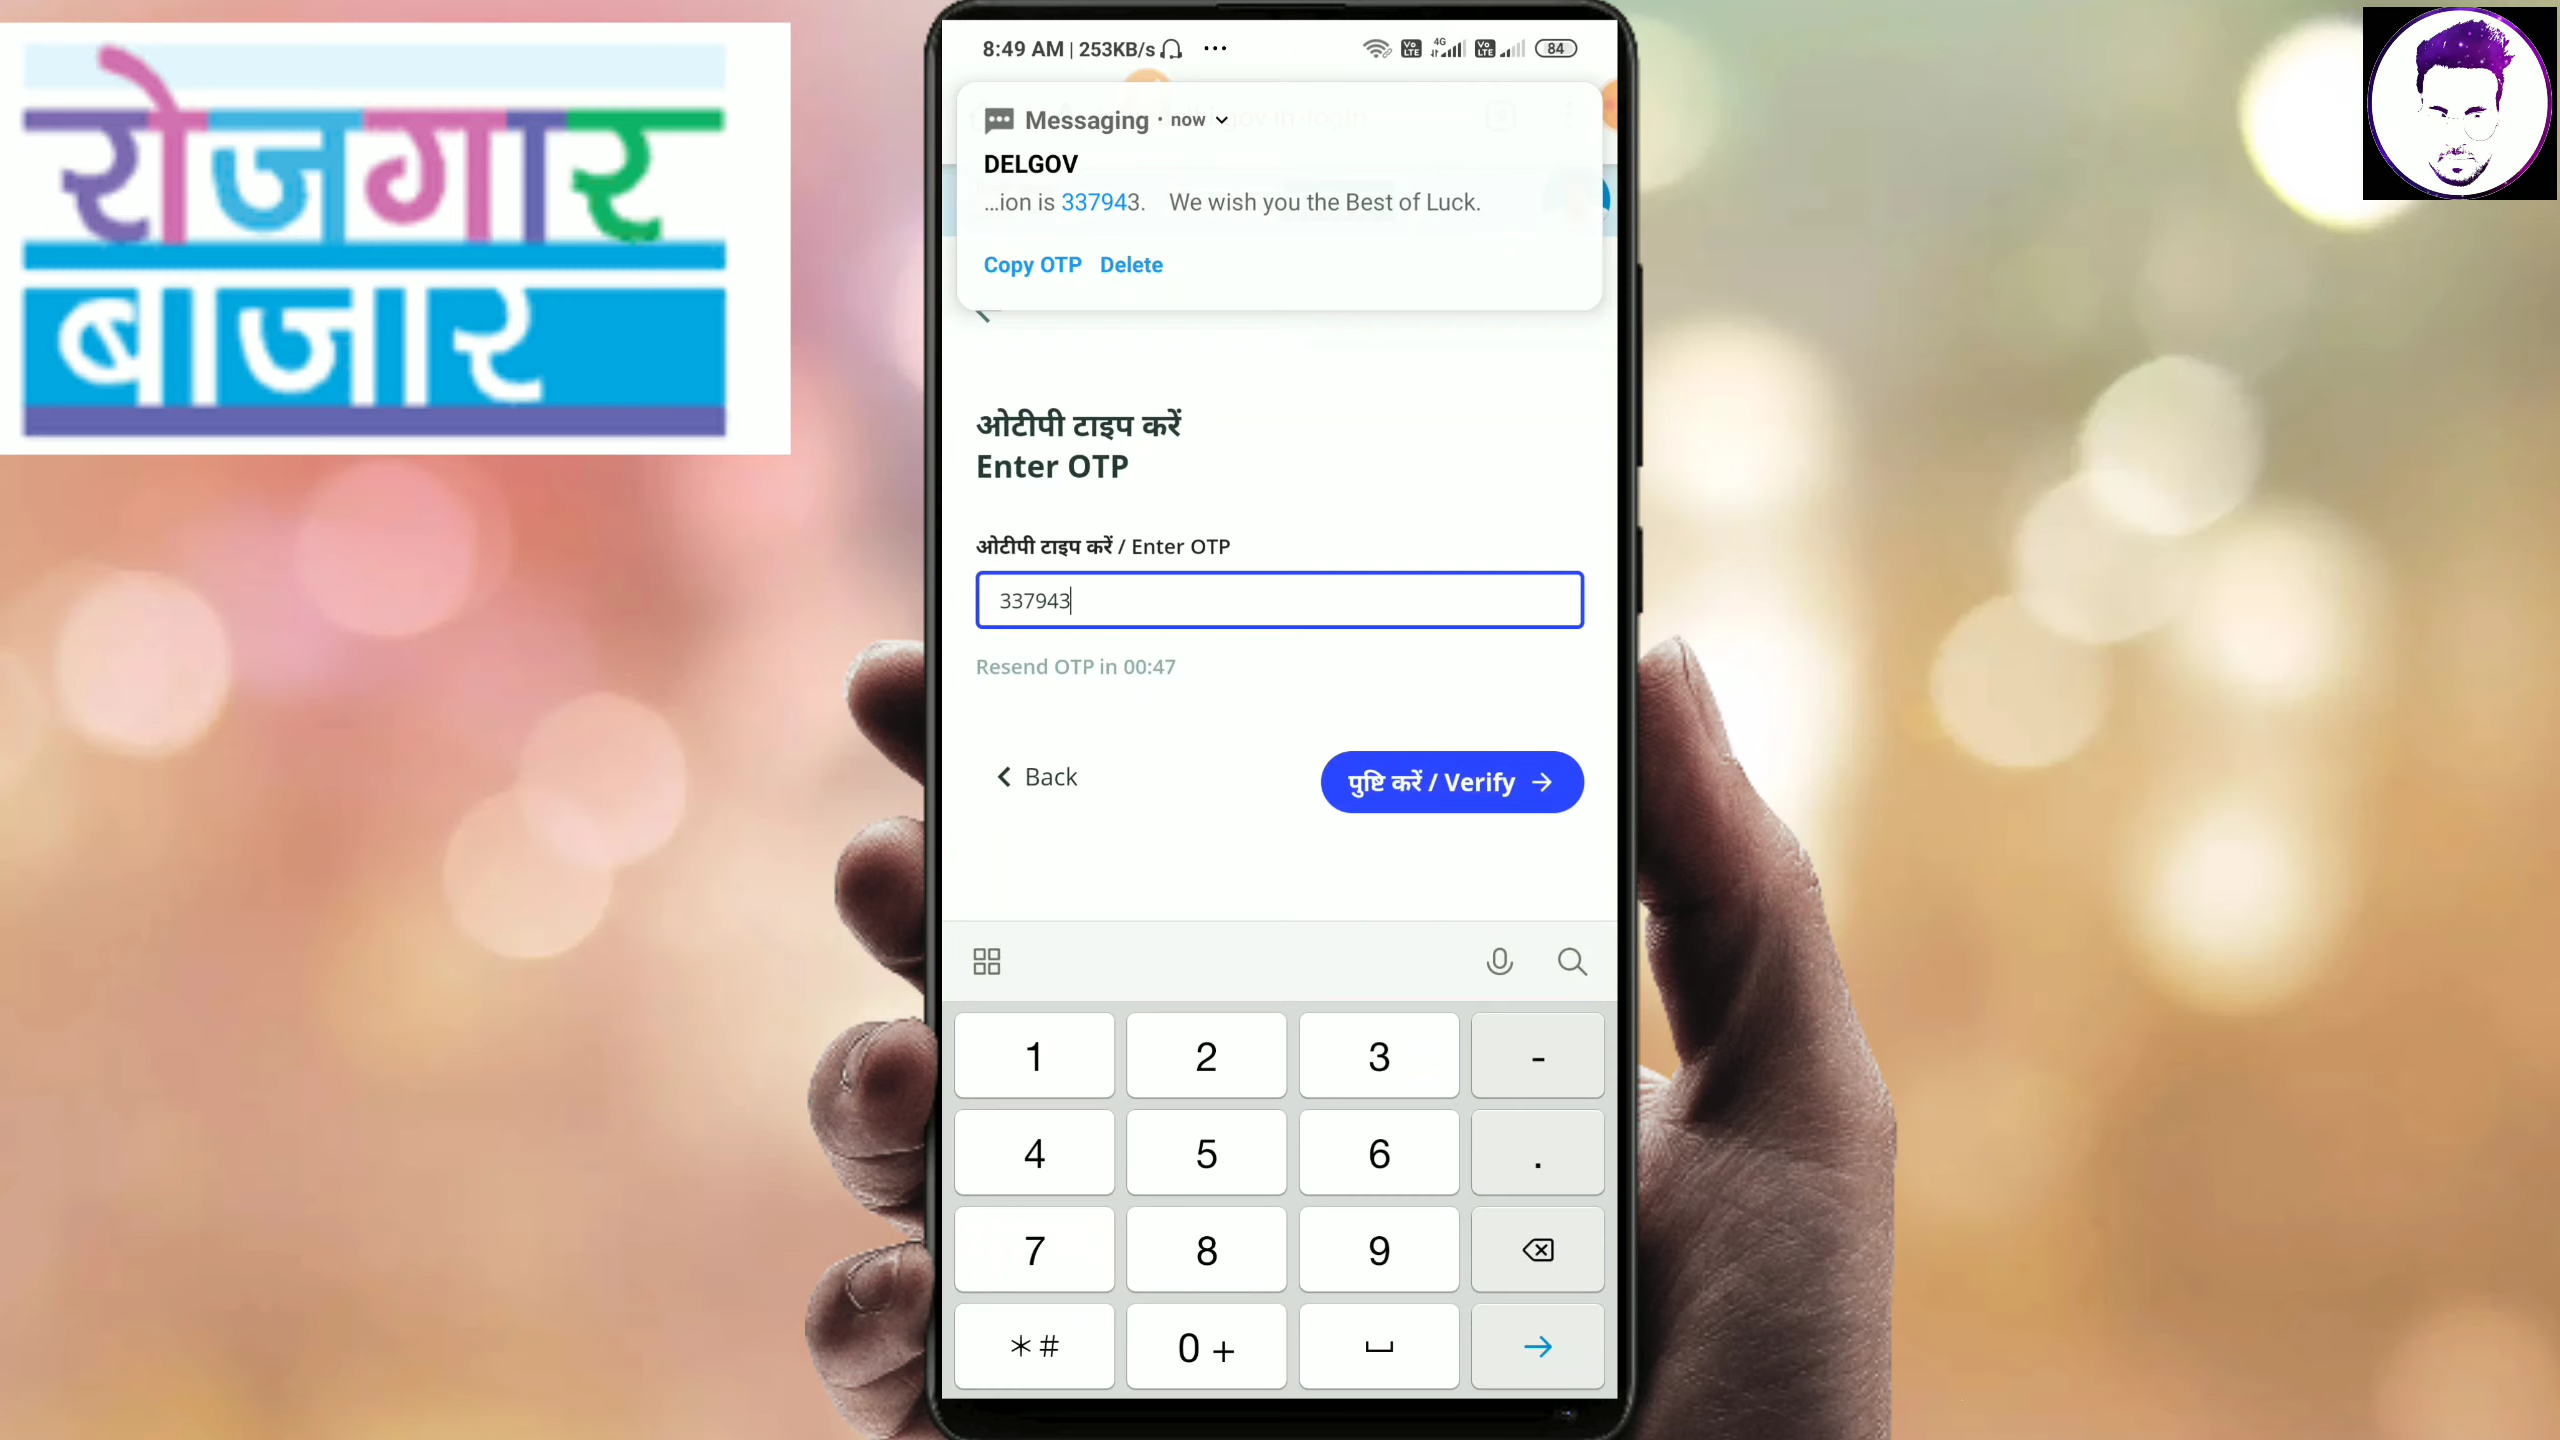 रोजगार
बाजार
8:49 AM | 253KB/s
84
Messaging • now
DELGOV
...ion is 337943. We wish you the Best of Luck.
Copy OTP Delete
ओटीपी टाइप करें
Enter OTP
ओटीपी टाइप करें / Enter OTP
337943
Resend OTP in 00:47
Back
पुष्टि करें / Verify
1 2 3 -
4 5 6 .
7 8 9
*# 0 +